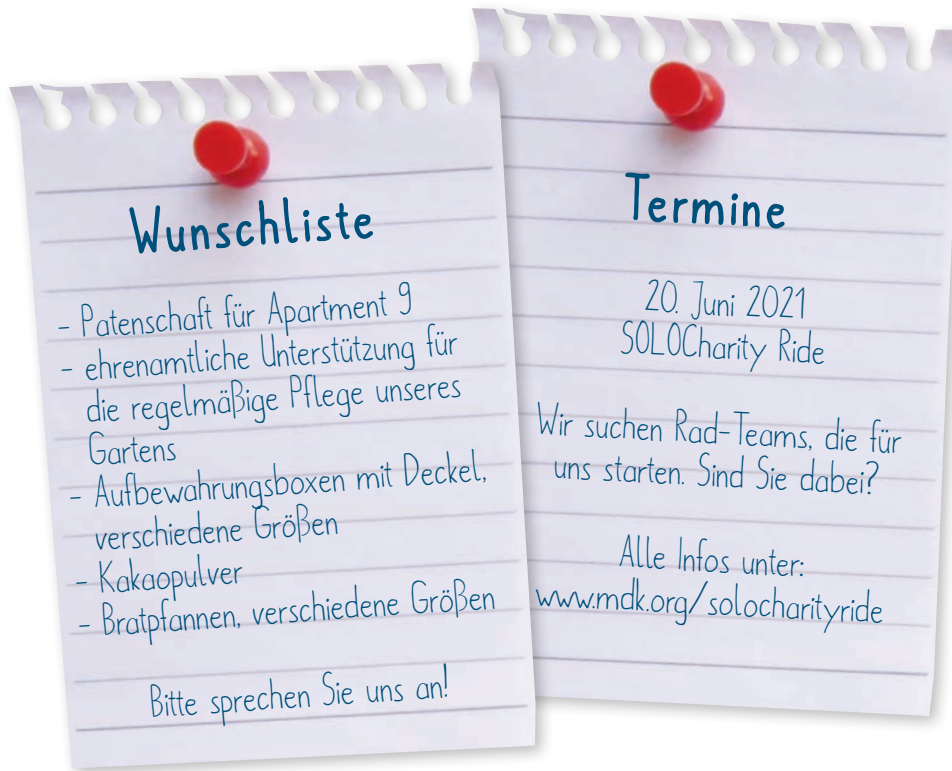 Wunschliste
- Patenschaft für Apartment 9
- ehrenamtliche Unterstützung für
die regelmäßige Pflege unseres
Gartens
- Aufbewahrungsboxen mit Deckel,
verschiedene Größen
- Kakaopulver
- Bratpfannen, verschiedene Größen
Bitte sprechen Sie uns an!
Termine
20. Juni 2021
SOLOCharity Ride
Wir suchen Rad-Teams, die für
uns starten. Sind Sie dabei?
Alle Infos unter:
www.mdk.org/solocharityride